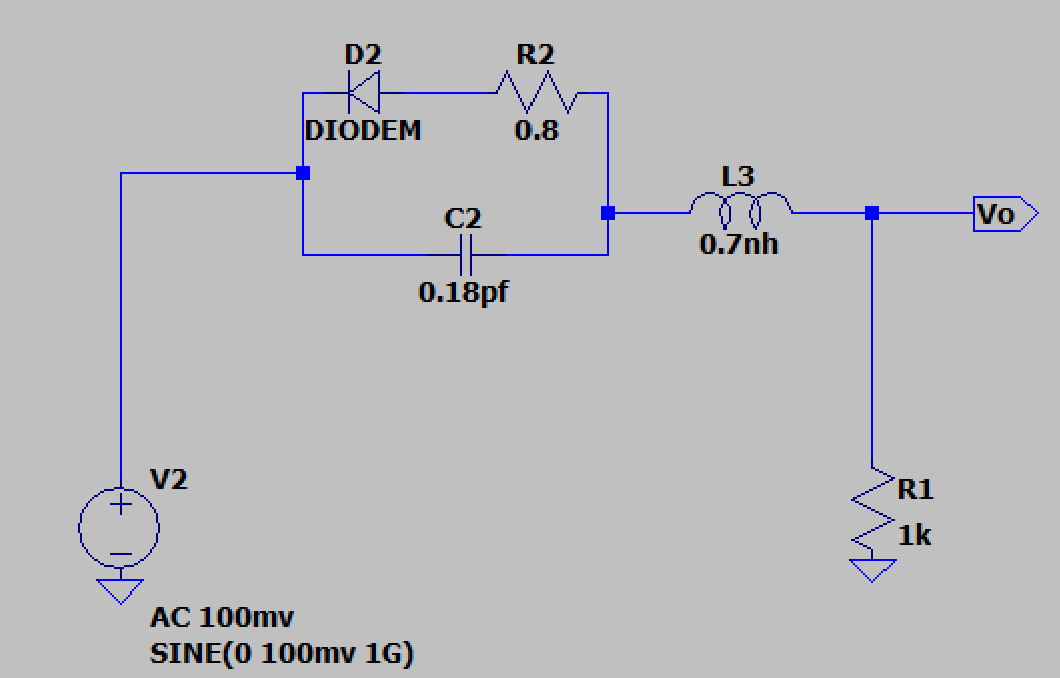 D2
R2
DIODEM
0.8
L3
C2
Vo
0.7nh
0.18pf
V2
R1
1k
AC 100mv
SINE(0 100mv 1G)